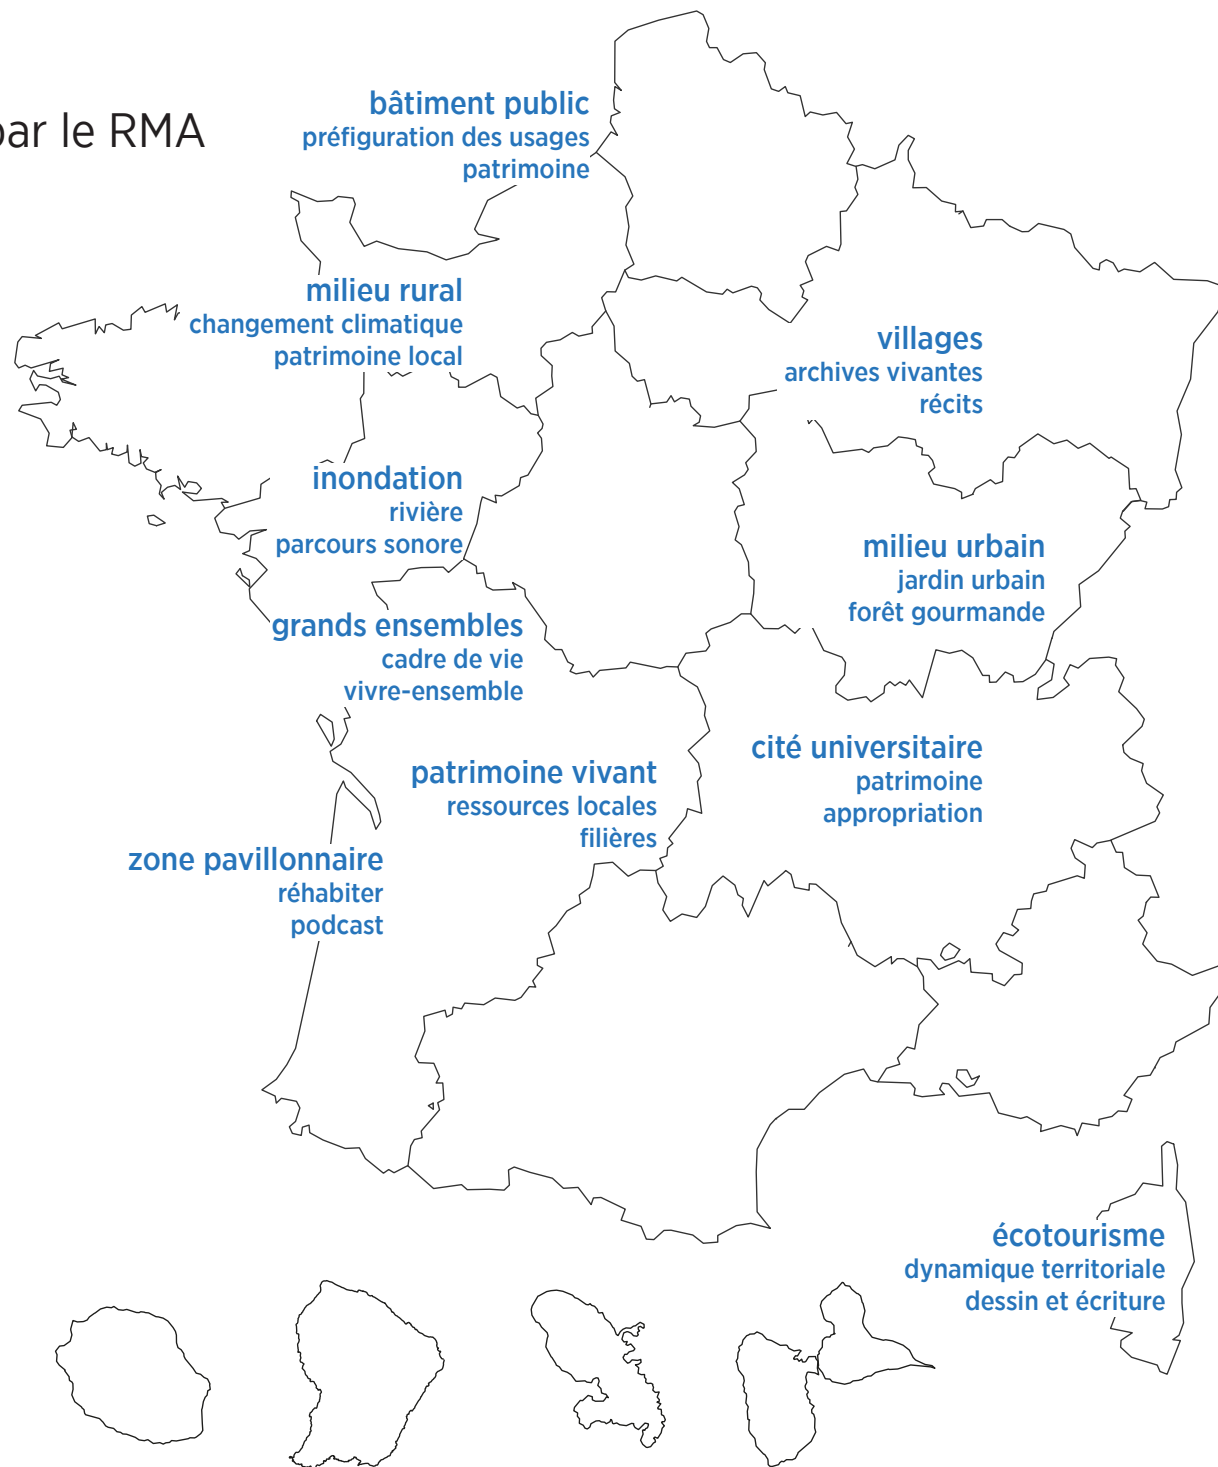 par le RMA
bâtiment public
préfiguration des usages
patrimoine
milieu rural
changement climatique
patrimoine local
villages
archives vivantes
récits
inondation
rivière
parcours sonore
milieu urbain
jardin urbain
forêt gourmande
grands ensembles
cadre de vie
vivre-ensemble
cité universitaire
patrimoine
appropriation
patrimoine vivant
ressources locales
filières
zone pavillonnaire
réhabiter
podcast
écotourisme
dynamique territoriale
dessin et écriture